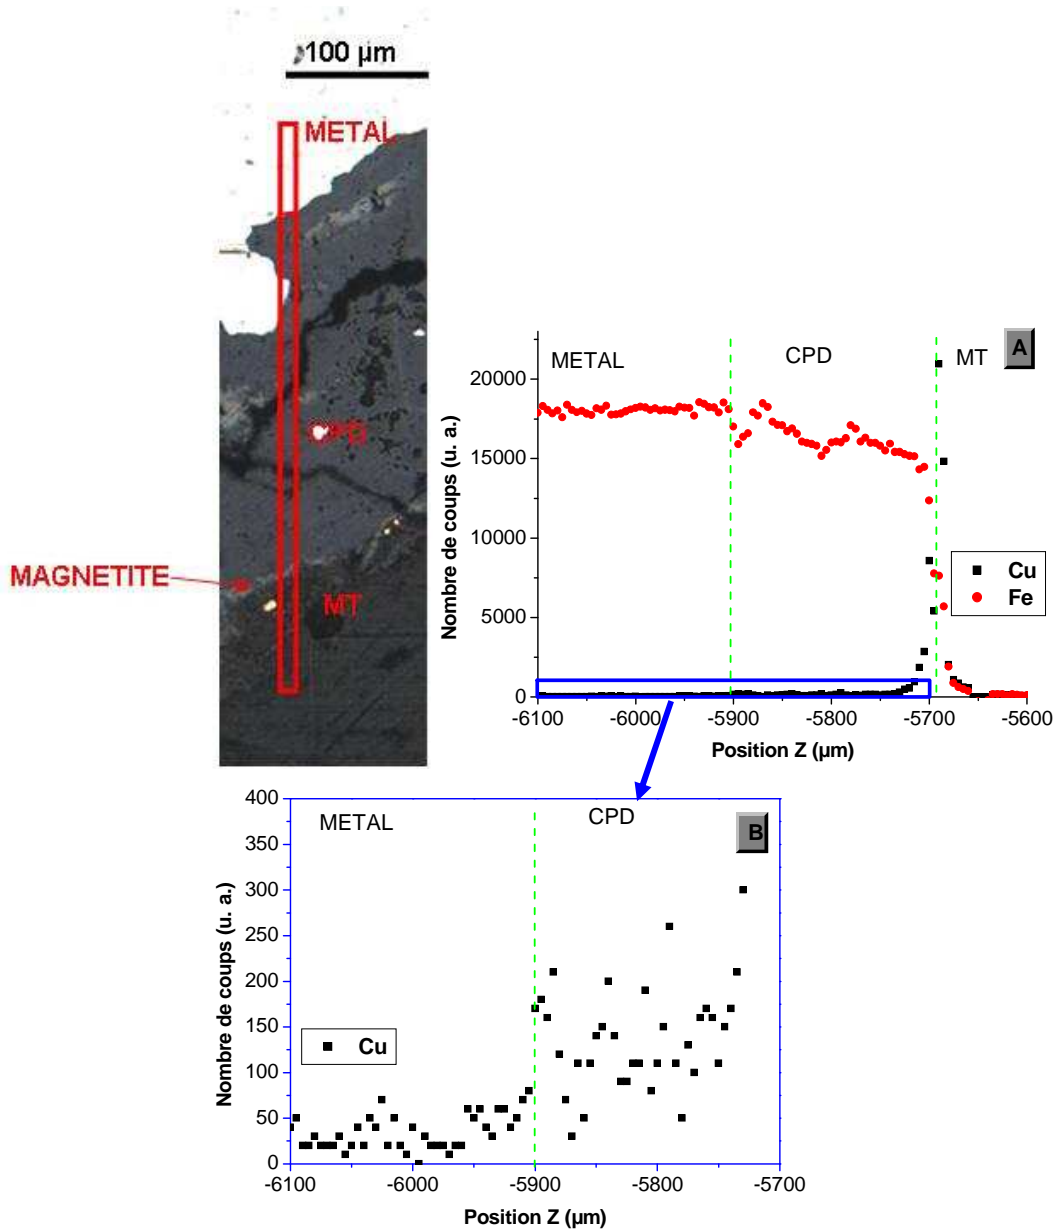 100 µm
METAL
CPD
MAGNETITE
MT
METAL
CPD
MT
A
Nombre de coups (u. a.)
20000
15000
10000
5000
0
Cu
Fe
-6100 -6000 -5900 -5800 -5700 -5600
Position Z (µm)
METAL
CPD
B
Nombre de coups (u. a.)
400
350
300
250
200
150
100
50
0
Cu
-6100 -6000 -5900 -5800 -5700
Position Z (µm)